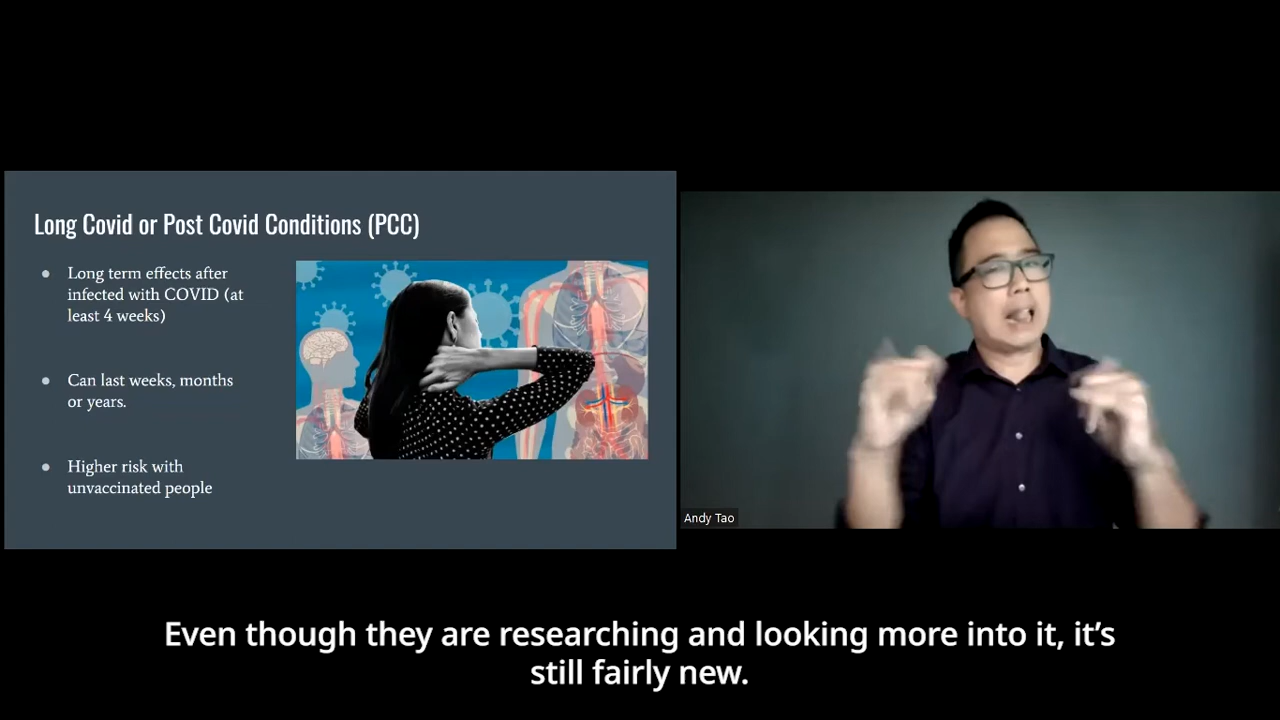 Long Covid or Post Covid Conditions (PCC)
Long term effects after
infected with COVID (at
least 4 weeks)
Can last weeks, months
or years.
Higher risk with
unvaccinated people
Andy Tao
Even though they are researching and looking more into it, it’s
still fairly new.